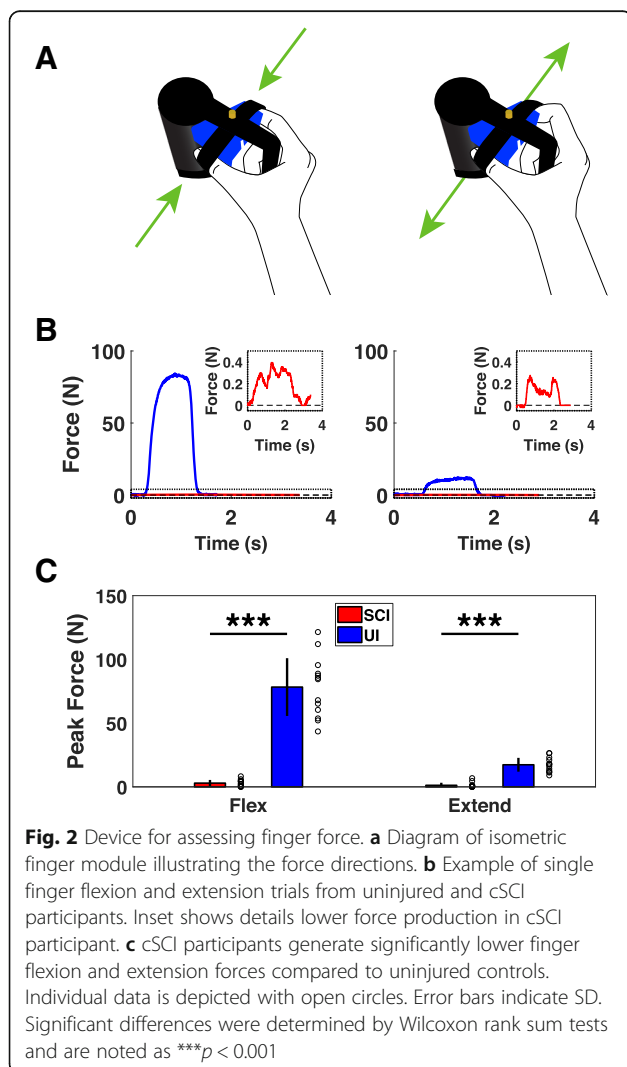 A
B
100
50
0
Force (N)
0 2 4
Time (s)
0.4
0.2
0
Force (N)
0 2 4
Time (s)
100
50
0
0 2 4
Time (s)
0.4
0.2
0
Force (N)
0 2 4
Time (s)
C
150
100
50
0
Peak Force (N)
*** ***
SCI
UI
Flex Extend
Fig. 2 Device for assessing finger force. a Diagram of isometric
finger module illustrating the force directions. b Example of single
finger flexion and extension trials from uninjured and cSCI
participants. Inset shows details lower force production in cSCI
participant. c cSCI participants generate significantly lower finger
flexion and extension forces compared to uninjured controls.
Individual data is depicted with open circles. Error bars indicate SD.
Significant differences were determined by Wilcoxon rank sum tests
and are noted as ***p < 0.001